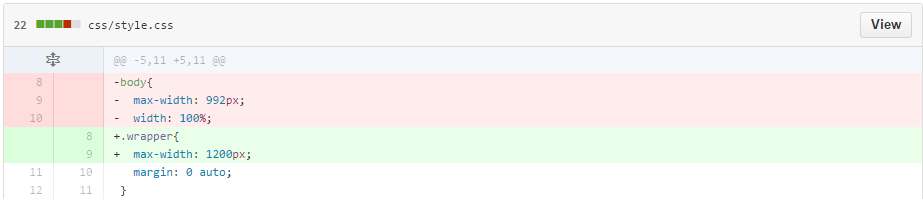 22 css/style.css View
@@ -5,11 +5,11 @@
8 -body{
9 - max-width: 992px;
10 - width: 100%;
8 +.wrapper{
9 + max-width: 1200px;
11 10 margin: 0 auto;
12 11 }